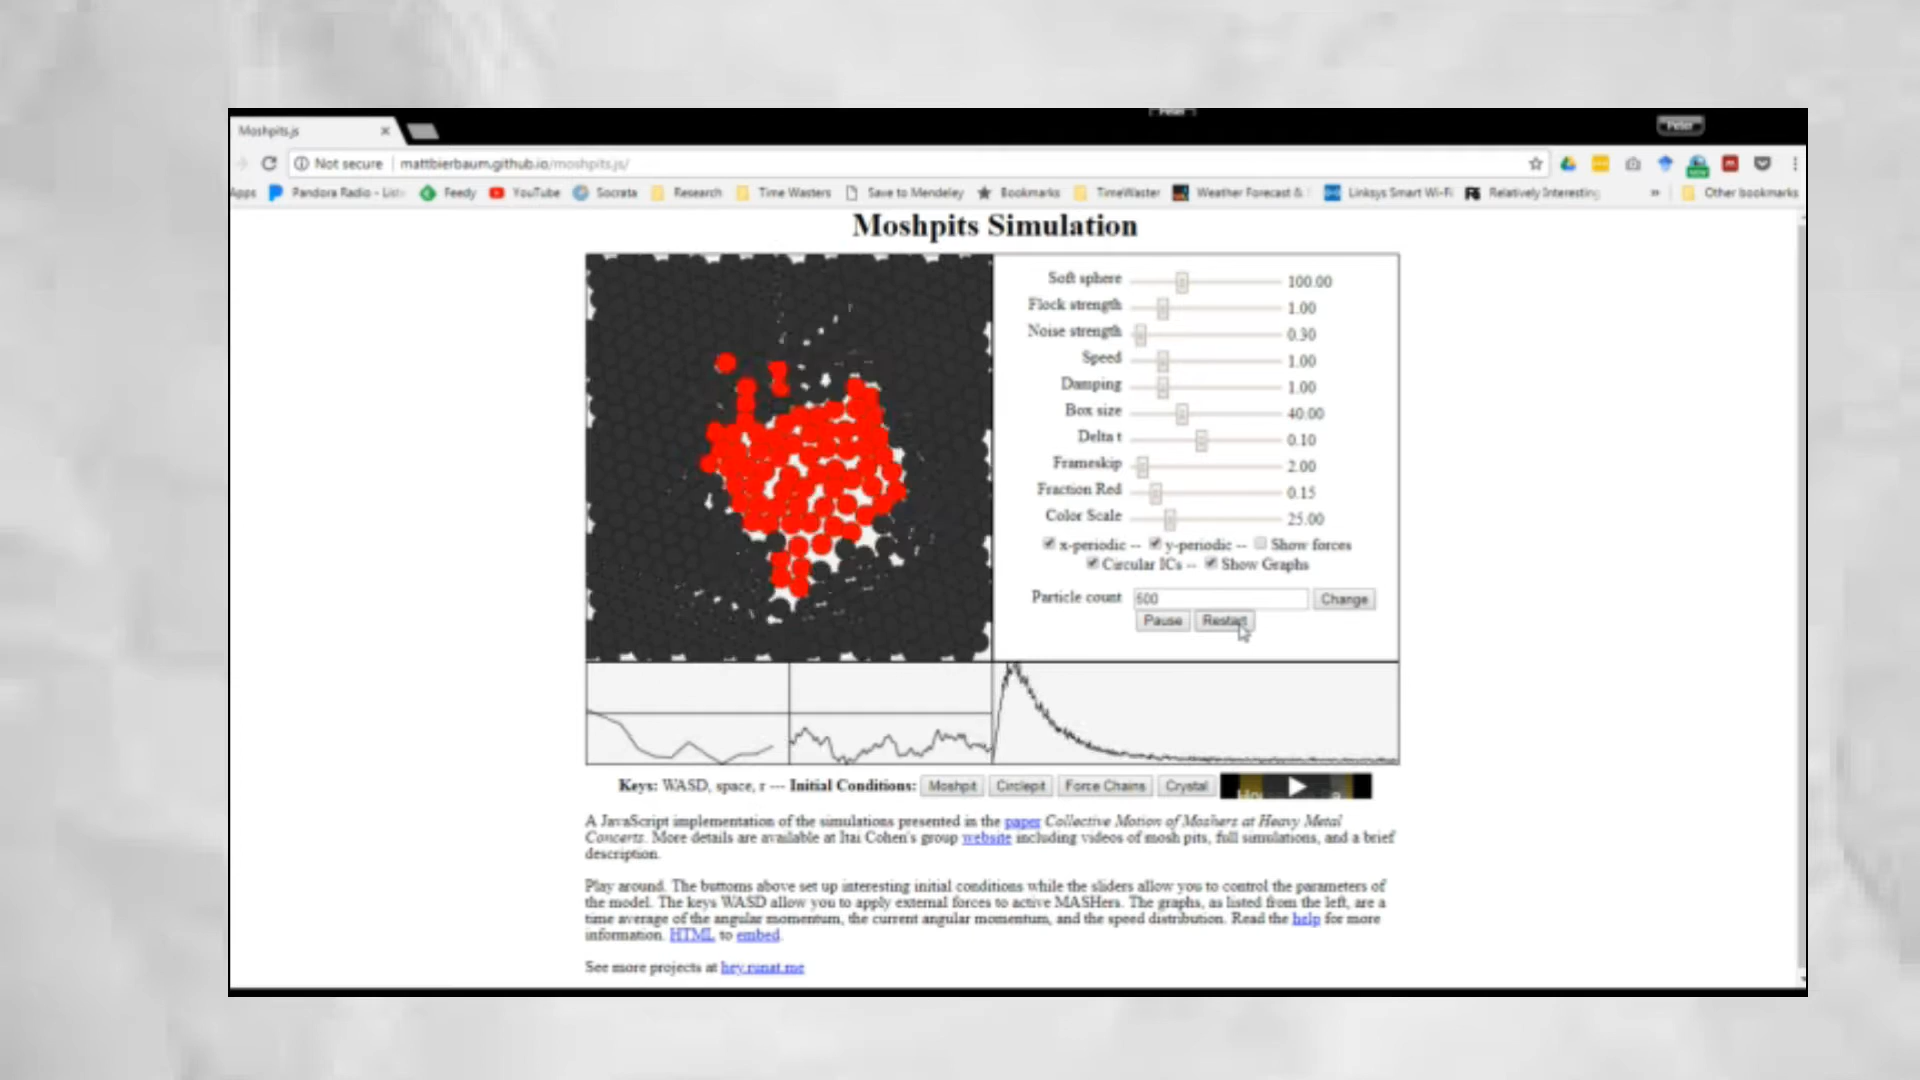 Peter
Moshpits.js
Not secure mattbierbaum.github.io/moshpits.js/
Apps Pandora Radio - List Feedly YouTube Socrata Research Time Wasters Save to Mendeley Bookmarks TimeWaster Weather Forecast & Linksys Smart Wi-Fi Relatively Interesting » Other bookmarks
Moshpits Simulation
Soft sphere 100.00
Flock strength 1.00
Noise strength 0.30
Speed 1.00
Damping 1.00
Box size 40.00
Delta t 0.10
Frameskip 2.00
Fraction Red 0.15
Color Scale 25.00
x-periodic -- y-periodic -- Show forces
Circular ICs -- Show Graphs
Particle count 500 Change
Pause Restart
Keys: WASD, space, r --- Initial Conditions: Moshpit Circlepit Force Chains Crystal
A JavaScript implementation of the simulations presented in the paper Collective Motion of Moshers at Heavy Metal
Concerts. More details are available at Itai Cohen's group website including videos of mosh pits, full simulations, and a brief
description.
Play around. The buttoms above set up interesting initial conditions while the sliders allow you to control the parameters of
the model. The keys WASD allow you to apply external forces to active MASHers. The graphs, as listed from the left, are a
time average of the angular momentum, the current angular momentum, and the speed distribution. Read the help for more
information. HTML to embed.
See more projects at hey.runat.me